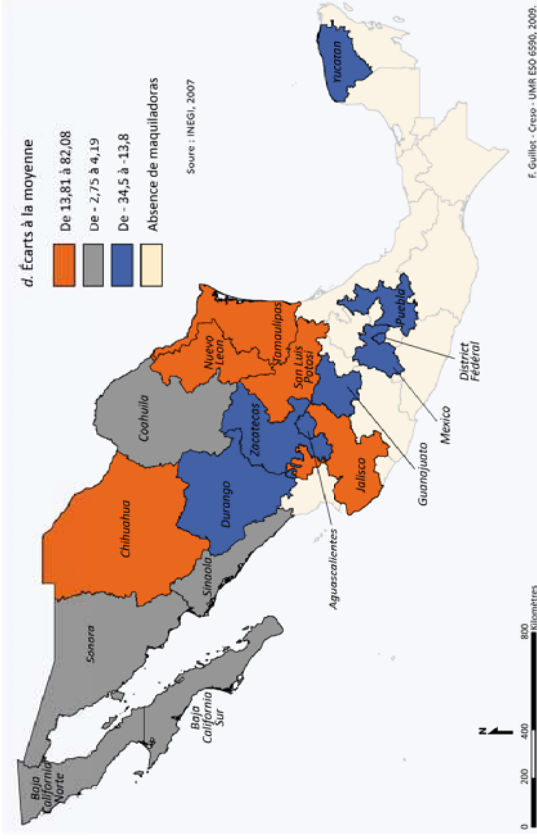 d. Écarts à la moyenne
De 13,81 à 82,08
De - 2,75 à 4,19
De - 34,5 à -13,8
Absence de maquiladoras
Soure : INEGI, 2007
Baja
California
Norte
Sonora
Chihuahua
Coahuila
Nuevo
Leon
Tamaulipas
Baja
California
Sur
Sinaola
Durango
Zacatecas
San Luis
Potosi
Aguascalientes
Jalisco
Guanajuato
Mexico
District
Fédéral
Puebla
Yucatan
N
0 200 400 800
Kilomètres
F. Guillot - Creso - UMR ESO 6590, 2009.